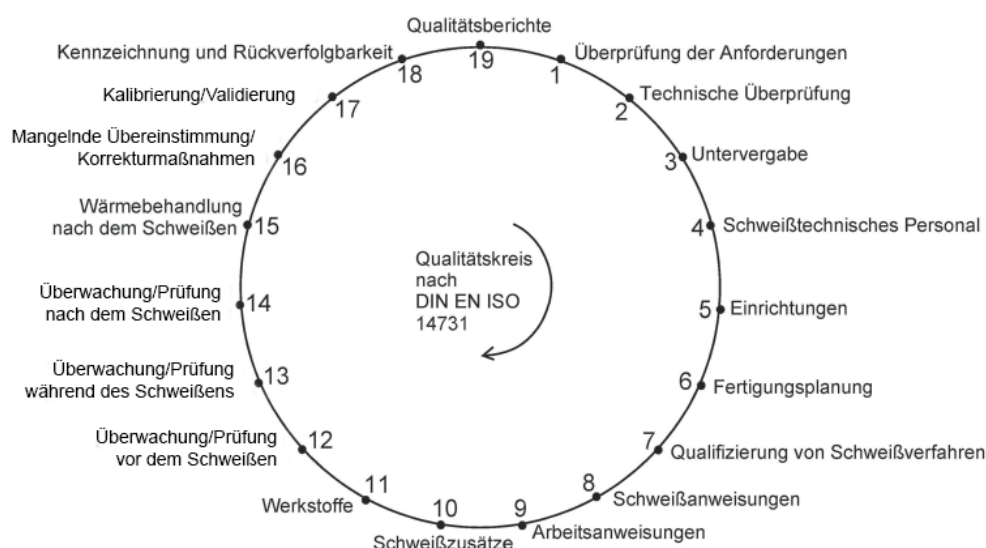 Qualitätsberichte
19
Überprüfung der Anforderungen
1
Technische Überprüfung
2
Untervergabe
3
Schweißtechnisches Personal
4
Einrichtungen
5
Fertigungsplanung
6
Qualifizierung von Schweißverfahren
7
Schweißanweisungen
8
Arbeitsanweisungen
9
Schweißzusätze
10
Werkstoffe
11
Überwachung/Prüfung
vor dem Schweißen
12
Überwachung/Prüfung
während des Schweißens
13
Überwachung/Prüfung
nach dem Schweißen
14
Wärmebehandlung
nach dem Schweißen
15
Mangelnde Übereinstimmung/
Korrekturmaßnahmen
16
Kalibrierung/Validierung
17
Kennzeichnung und Rückverfolgbarkeit
18
Qualitätskreis
nach
DIN EN ISO
14731